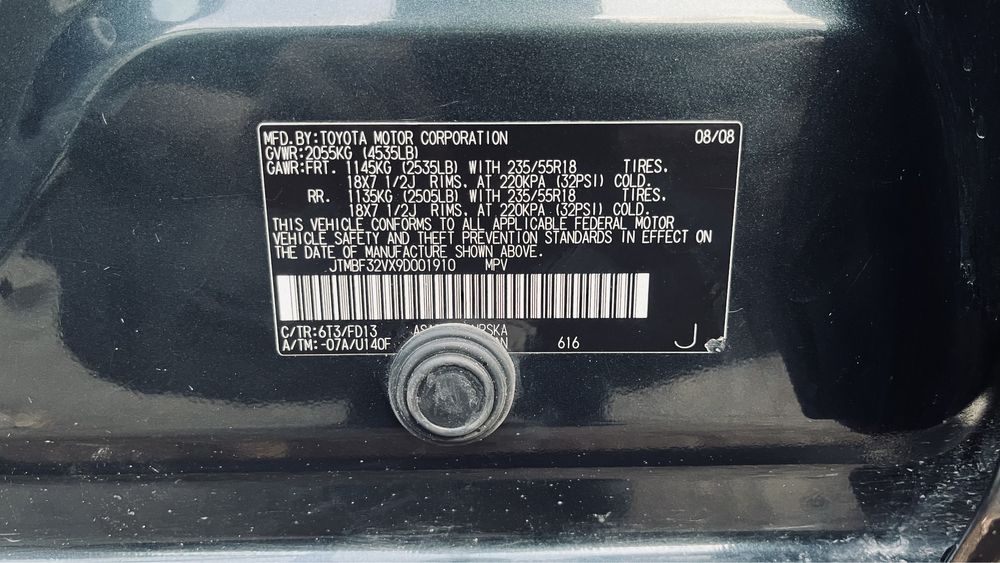 MFD.BY:TOYOTA MOTOR CORPORATION 08/08
GVWR:2055KG (4535LB)
GAWR:FRT. 1145KG (2535LB) WITH 235/55R18 TIRES,
18X7 1/2J RIMS, AT 220KPA (32PSI) COLD.
RR. 1135KG (2505LB) WITH 235/55R18 TIRES,
18X7 1/2J RIMS, AT 220KPA (32PSI) COLD.
THIS VEHICLE CONFORMS TO ALL APPLICABLE FEDERAL MOTOR
VEHICLE SAFETY AND THEFT PREVENTION STANDARDS IN EFFECT ON
THE DATE OF MANUFACTURE SHOWN ABOVE.
JTMBF32VX9D001910 MPV
C/TR:6T3/FD13
A/TM:-07A/U140F 616 J